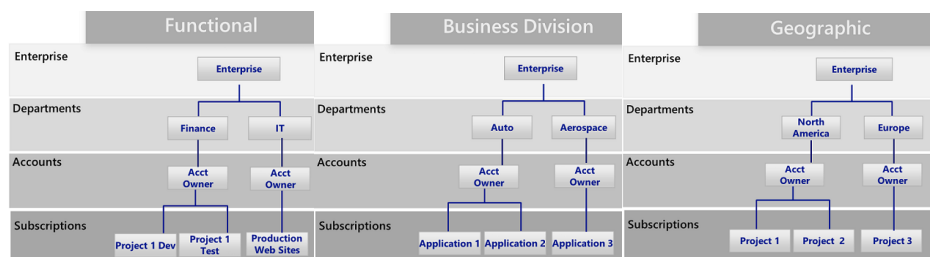 Functional
Enterprise
Enterprise
Departments
Finance
IT
Accounts
Acct
Owner
Acct
Owner
Subscriptions
Project 1 Dev
Project 1
Test
Production
Web Sites
Business Division
Enterprise
Enterprise
Departments
Auto
Aerospace
Accounts
Acct
Owner
Acct
Owner
Subscriptions
Application 1
Application 2
Application 3
Geographic
Enterprise
Enterprise
Departments
North
America
Europe
Accounts
Acct
Owner
Acct
Owner
Subscriptions
Project 1
Project 2
Project 3